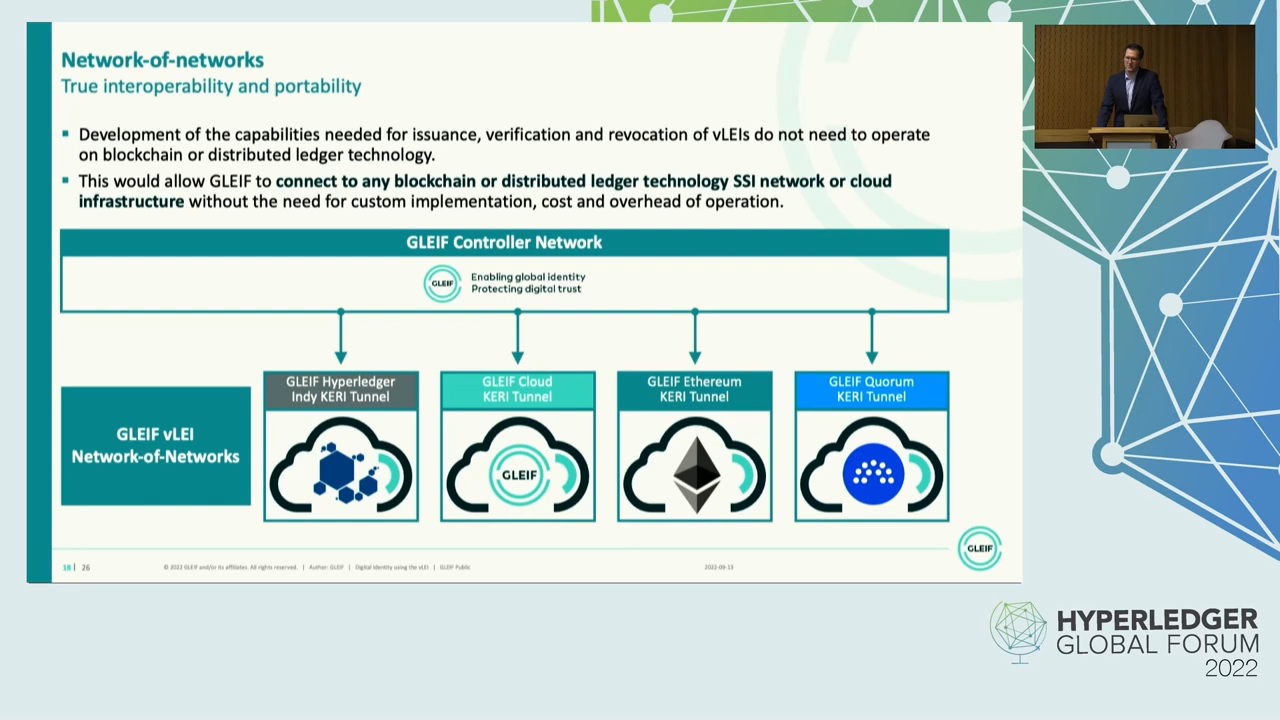 Network-of-networks
True interoperability and portability
▪ Development of the capabilities needed for issuance, verification and revocation of vLEIs do not need to operate
on blockchain or distributed ledger technology.
▪ This would allow GLEIF to connect to any blockchain or distributed ledger technology SSI network or cloud
infrastructure without the need for custom implementation, cost and overhead of operation.
GLEIF Controller Network
GLEIF
Enabling global identity
Protecting digital trust
GLEIF vLEI
Network-of-Networks
GLEIF Hyperledger
Indy KERI Tunnel
GLEIF Cloud
KERI Tunnel
GLEIF
GLEIF Ethereum
KERI Tunnel
GLEIF Quorum
KERI Tunnel
GLEIF
18 | 26
© 2022 GLEIF and/or its affiliates. All rights reserved. | Author: GLEIF | Digital Identity using the vLEI | GLEIF Public
HYPERLEDGER
GLOBAL FORUM
2022